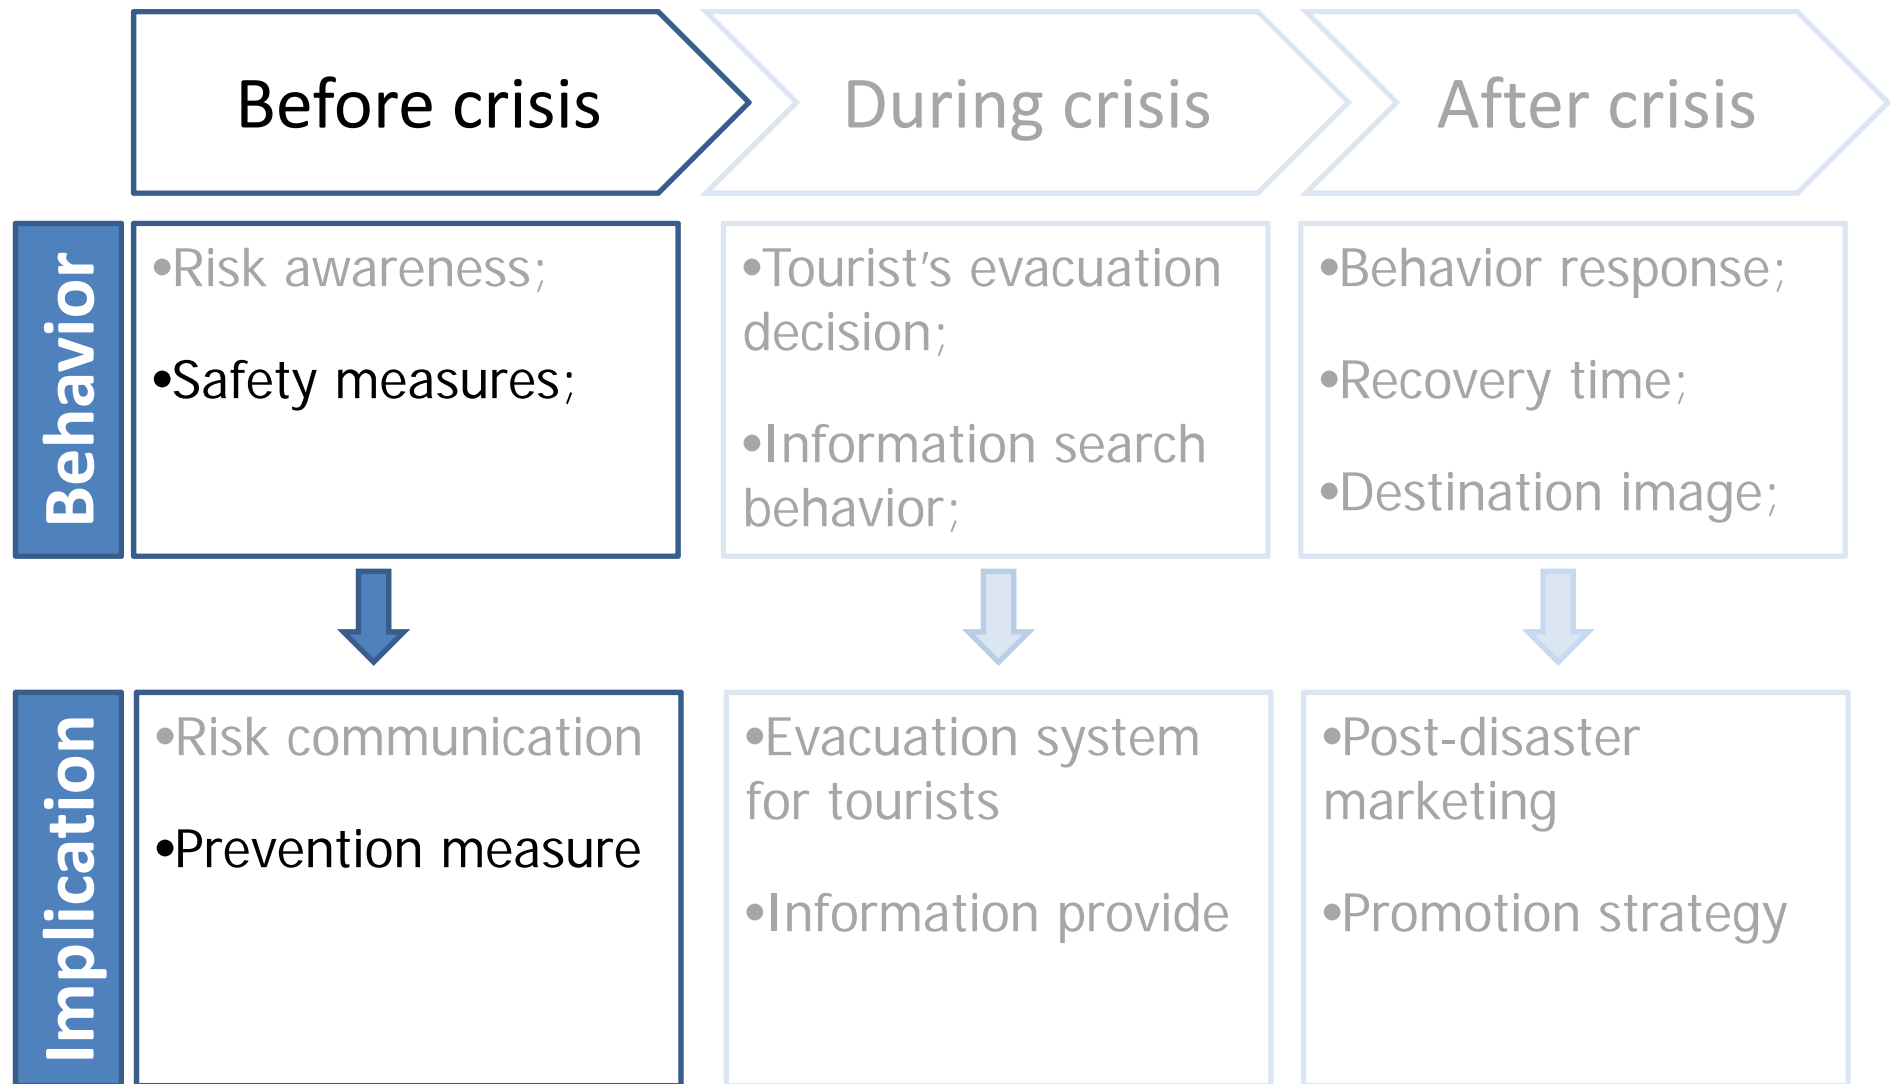 Before crisis
During crisis
After crisis
Behavior
•Risk awareness;
•Safety measures;
•Tourist's evacuation
decision;
•Information search
behavior;
•Behavior response;
•Recovery time;
•Destination image;
Implication
•Risk communication
•Prevention measure
•Evacuation system
for tourists
•Information provide
•Post-disaster
marketing
•Promotion strategy